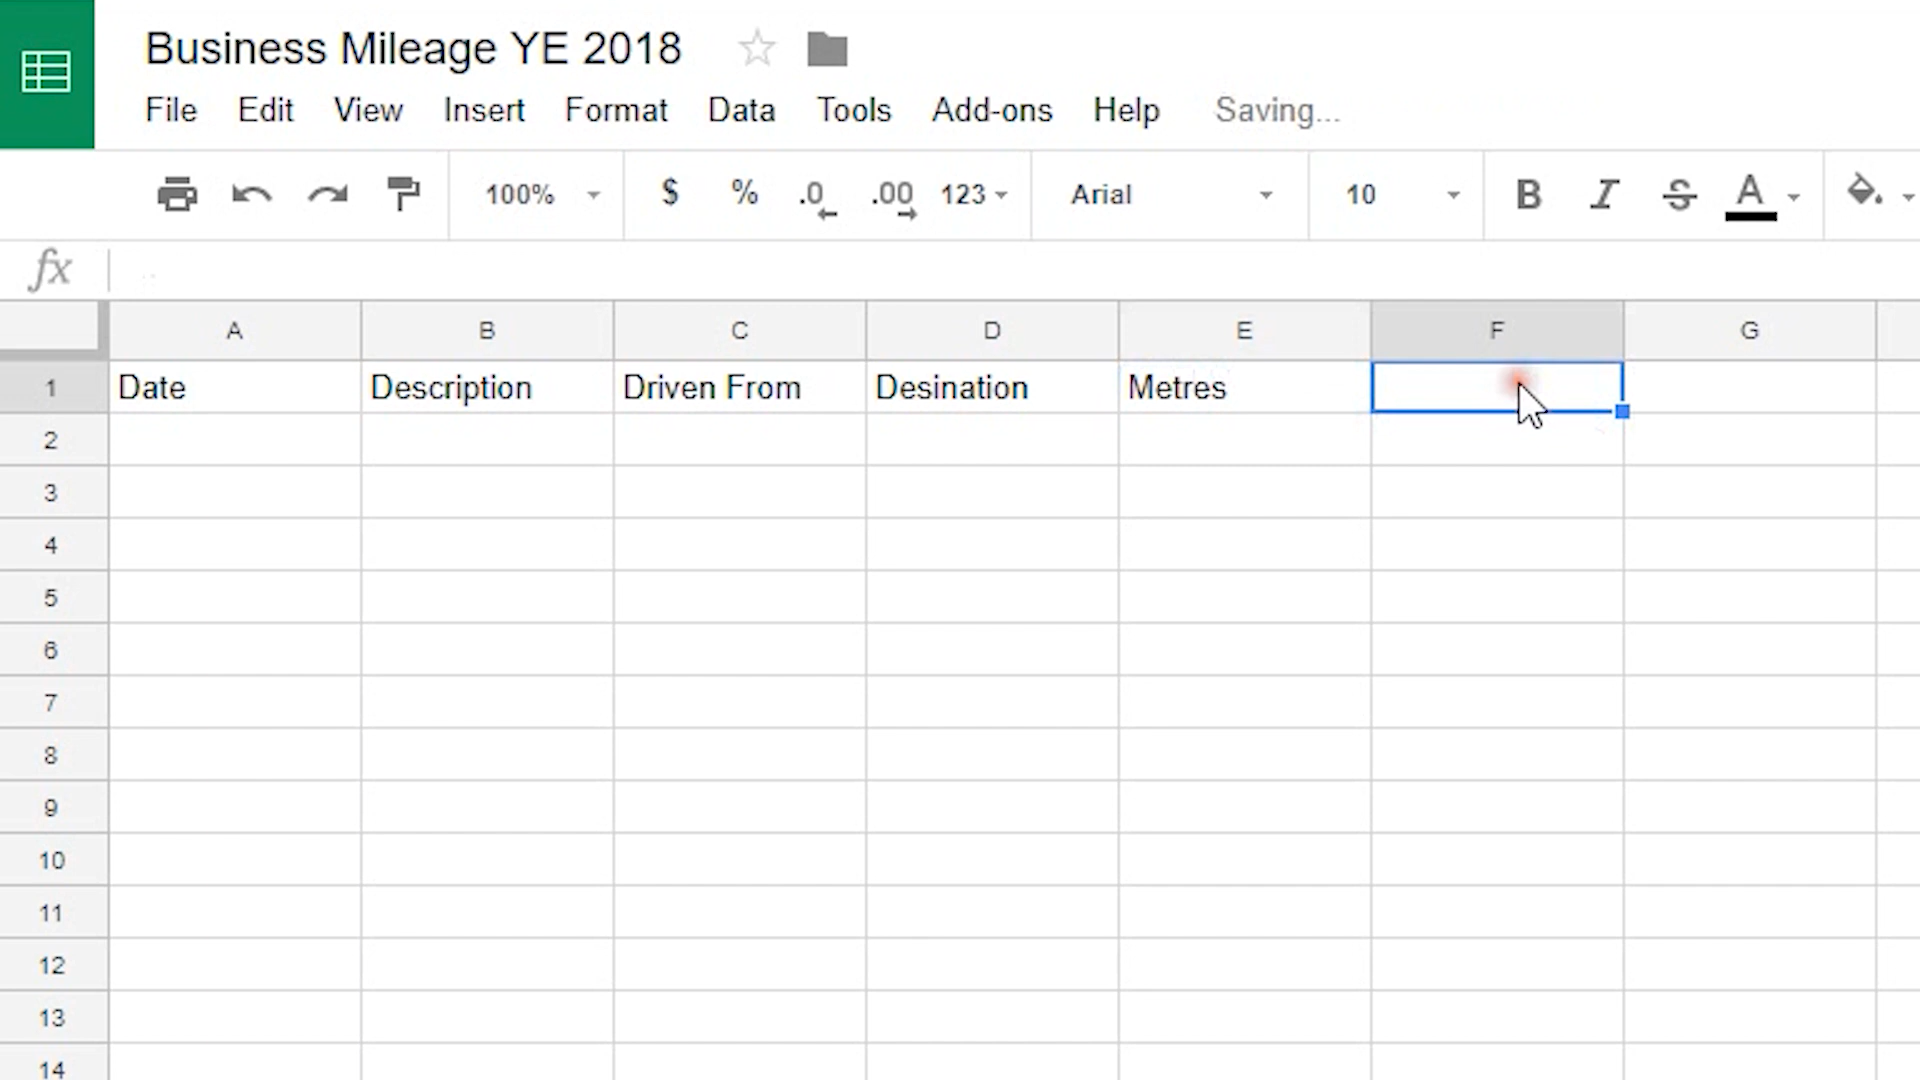 Business Mileage YE 2018
File Edit View Insert Format Data Tools Add-ons Help Saving...
100% $ % .0 .00 123 Arial 10 B I S A
fx
A B C D E F G
1 Date Description Driven From Desination Metres
2
3
4
5
6
7
8
9
10
11
12
13
14